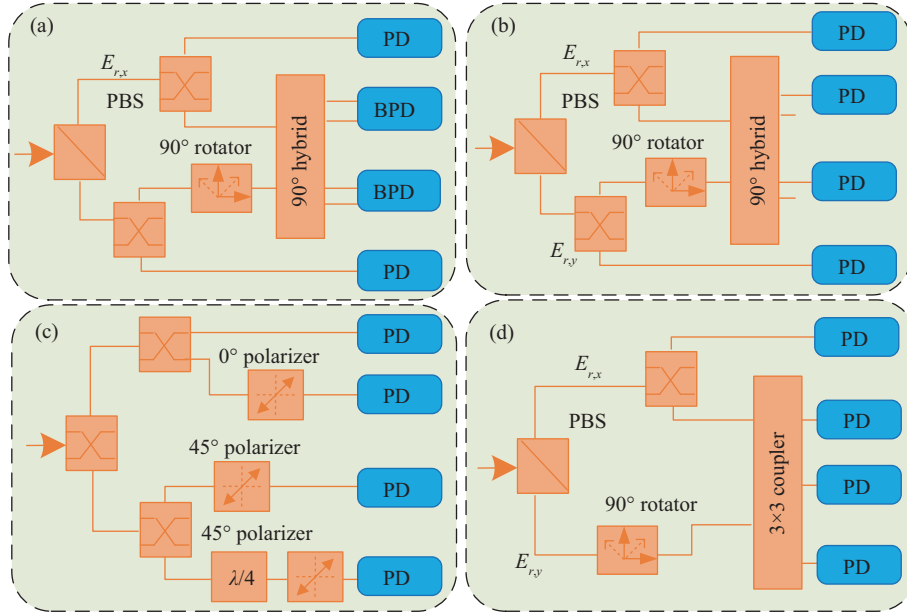 (a)
PD
E_{r,x}
PBS
BPD
90° rotator
90° hybrid
BPD
PD
(b)
PD
E_{r,x}
PBS
PD
90° rotator
90° hybrid
PD
E_{r,y}
PD
(c)
PD
0° polarizer
PD
45° polarizer
PD
45° polarizer
λ/4
PD
(d)
PD
E_{r,x}
PBS
PD
3×3 coupler
PD
90° rotator
E_{r,y}
PD